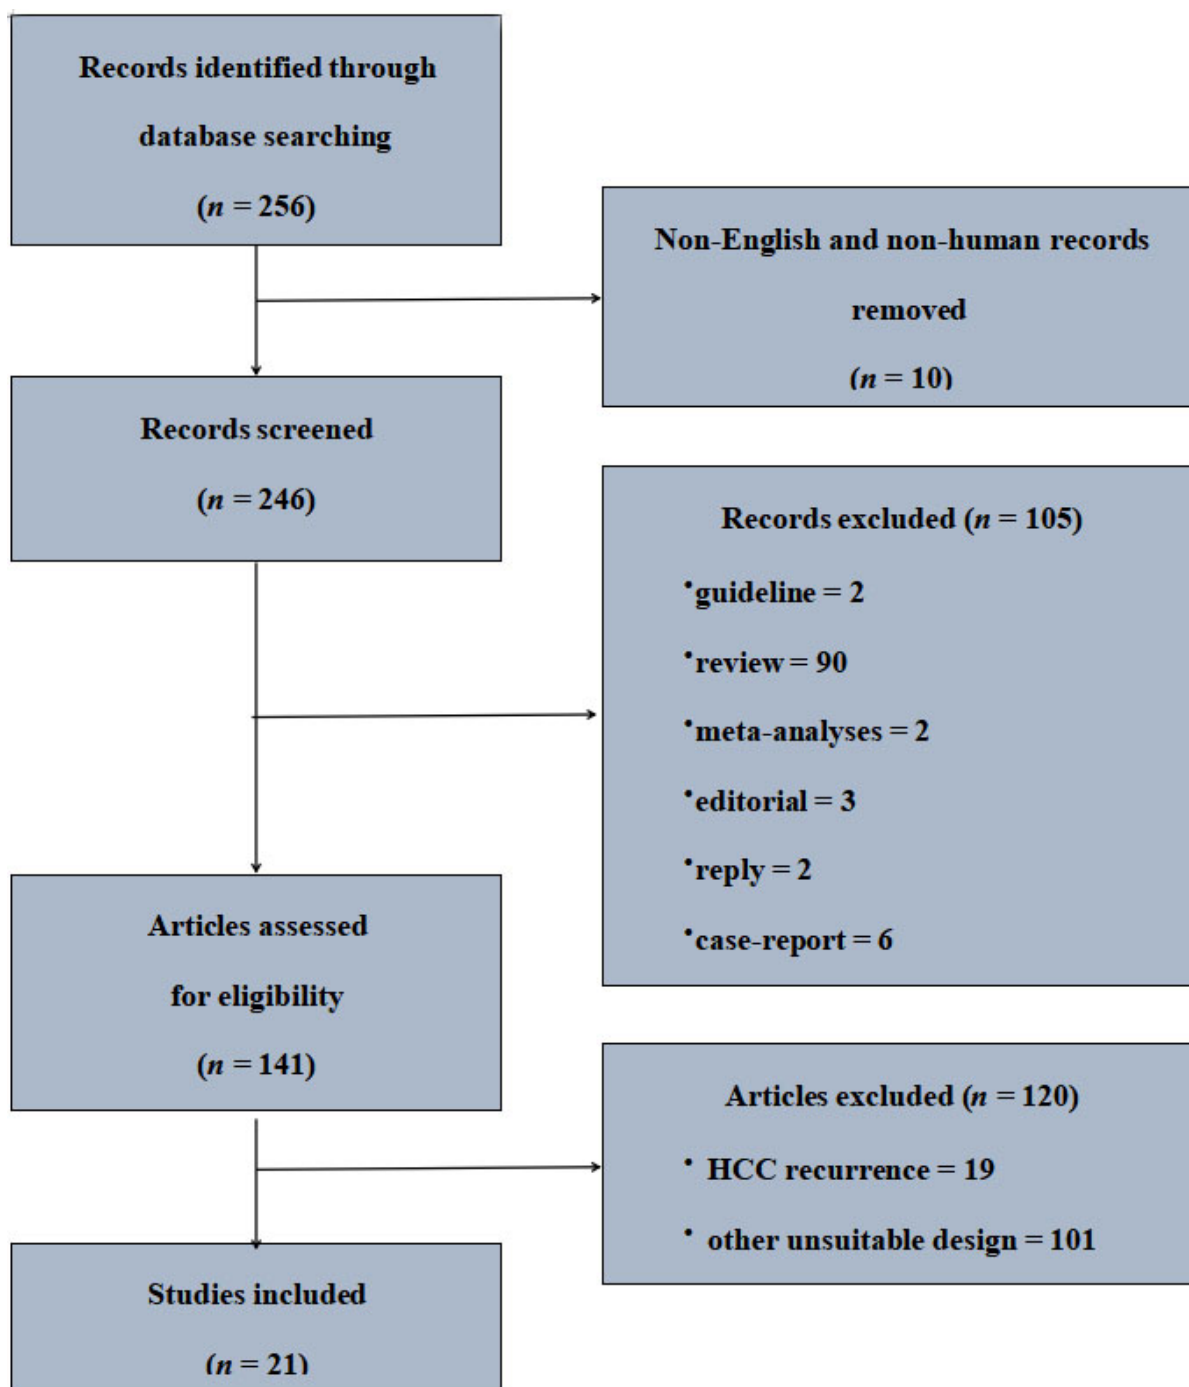 Records identified through
database searching
(n = 256)
Non-English and non-human records
removed
(n = 10)
Records screened
(n = 246)
Records excluded (n = 105)
•guideline = 2
•review = 90
•meta-analyses = 2
•editorial = 3
•reply = 2
•case-report = 6
Articles assessed
for eligibility
(n = 141)
Articles excluded (n = 120)
• HCC recurrence = 19
• other unsuitable design = 101
Studies included
(n = 21)